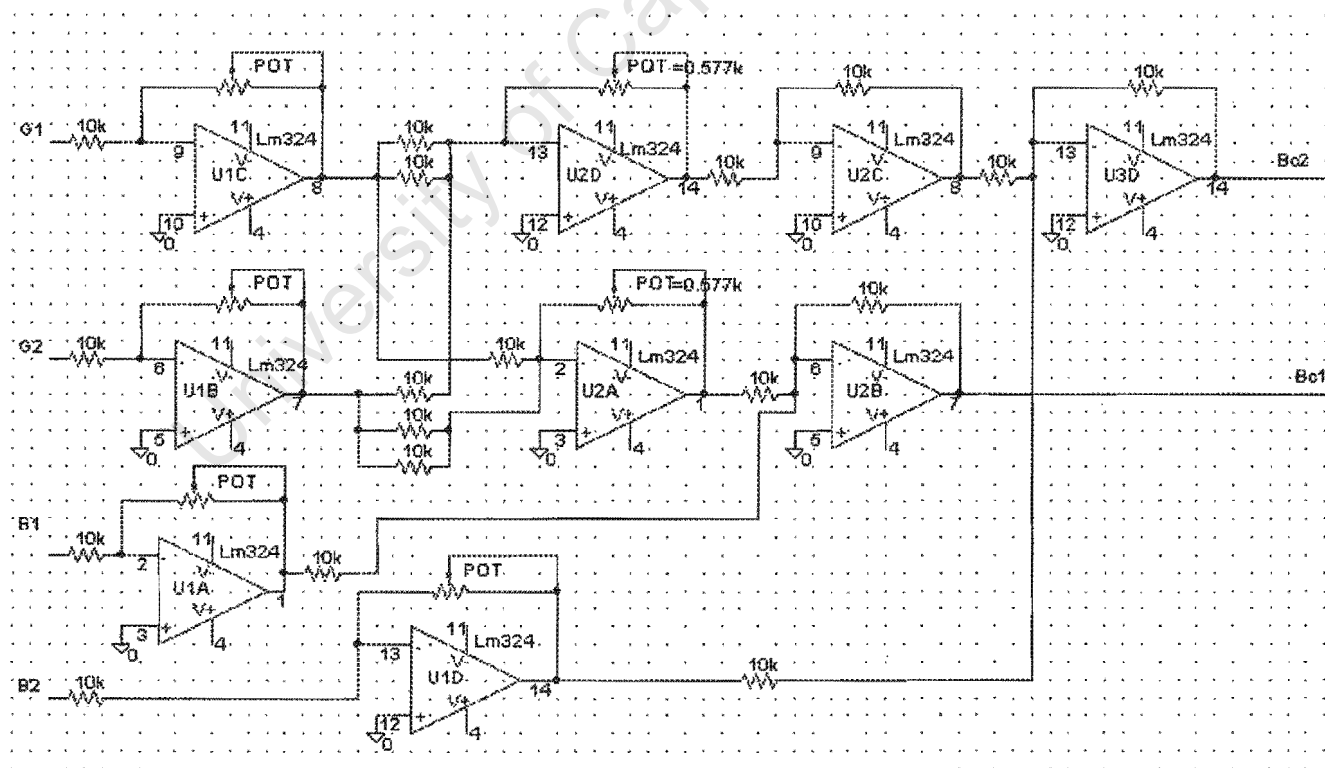 University of Cap
POT
10k
G1
11
Lm324
9
V-
U1C
8
V+
10
4
0
10k
10k
POT =0.577k
11
Lm324
13
V-
U2D
14
V+
12
4
0
10k
10k
11
Lm324
9
V-
U2C
8
V+
10
4
0
10k
10k
11
Lm324
13
V-
U3D
14
V+
12
4
0
Bc2
POT
10k
G2
11
Lm324
6
V-
U1B
7
V+
5
4
0
10k
10k
10k
10k
POT=0.577k
11
Lm324
2
V-
U2A
1
V+
3
4
0
10k
10k
11
Lm324
6
V-
U2B
7
V+
5
4
0
Bc1
POT
B1
10k
11
Lm324
2
V-
U1A
1
V+
3
4
0
10k
POT
B2
10k
11
Lm324
13
V-
U1D
14
V+
12
4
0
10k